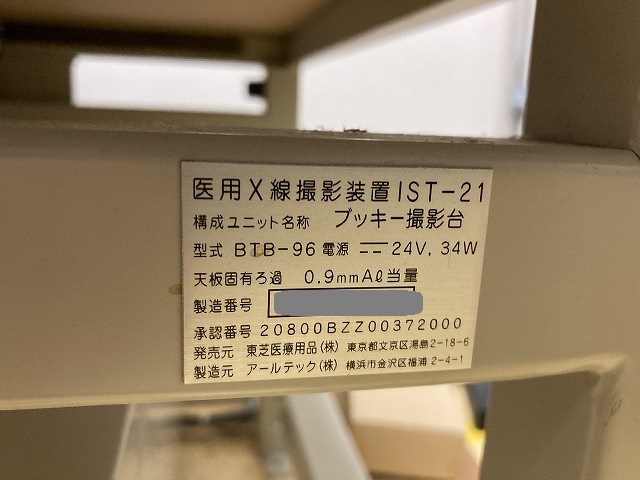 医用X線撮影装置IST-21
構成ユニット名称 ブッキー撮影台
型式 BTB-96 電源 ⎓ 24V, 34W
天板固有ろ過 0.9mmAℓ当量
製造番号
承認番号 20800BZZ00372000
発売元 東芝医療用品(株) 東京都文京区湯島2-18-6
製造元 アールテック(株) 横浜市金沢区福浦2-4-1